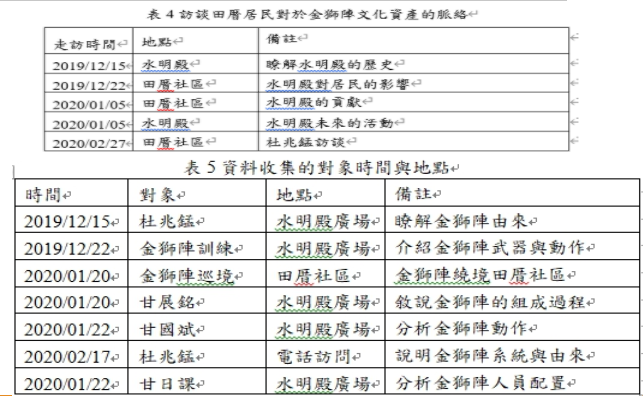 表 4 訪談田厝居民對於金獅陣文化資產的脈絡
走訪時間 地點 備註
2019/12/15 水明殿 瞭解水明殿的歷史
2019/12/22 田厝社區 水明殿對居民的影響
2020/01/05 田厝社區 水明殿的貢獻
2020/01/05 水明殿 水明殿未來的活動
2020/02/27 田厝社區 杜兆錳訪談
表 5 資料收集的對象時間與地點
時間 對象 地點 備註
2019/12/15 杜兆錳 水明殿廣場 瞭解金獅陣由來
2019/12/22 金獅陣訓練 水明殿廣場 介紹金獅陣武器與動作
2020/01/20 金獅陣巡境 田厝社區 金獅陣繞境田厝社區
2020/01/20 甘展銘 水明殿廣場 敘說金獅陣的組成過程
2020/01/22 甘國斌 水明殿廣場 分析金獅陣動作
2020/02/17 杜兆錳 電話訪問 說明金獅陣系統與由來
2020/01/22 甘日課 水明殿廣場 分析金獅陣人員配置